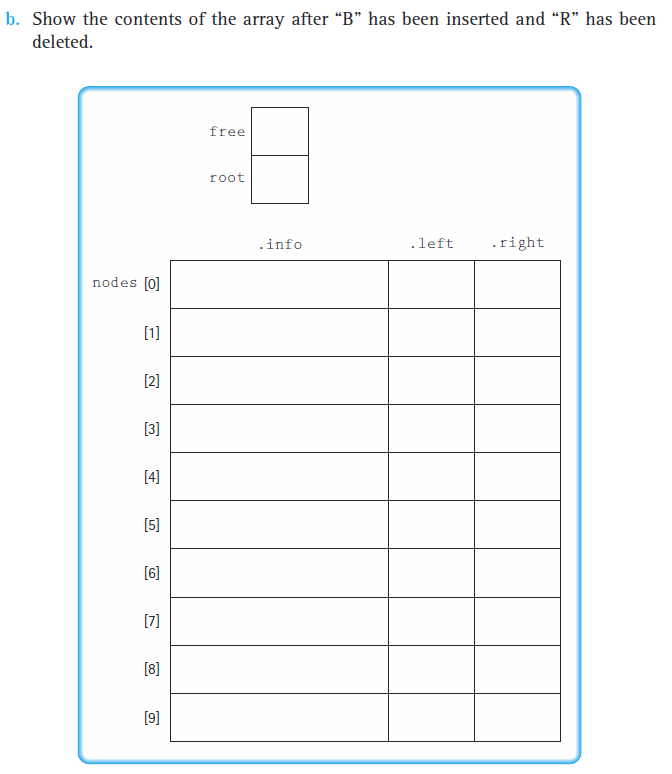 b. Show the contents of the array after “B” has been inserted and “R” has been
deleted.
free
root
.info .left .right
nodes [0]
[1]
[2]
[3]
[4]
[5]
[6]
[7]
[8]
[9]